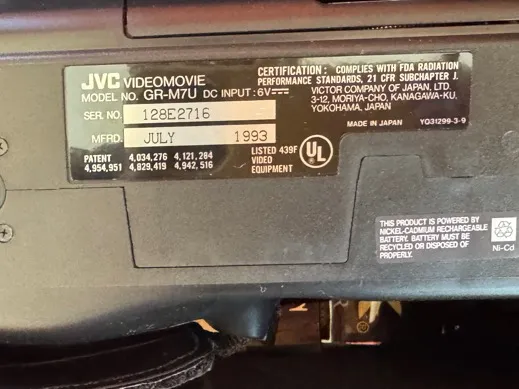 JVC VIDEOMOVIE
MODEL NO. GR-M7U DC INPUT : 6V
SER. NO. 128E2716
MFRD. JULY 1993
PATENT 4,034,276 4,121,284
4,954,951 4,829,419 4,942,516
LISTED 439F
VIDEO
EQUIPMENT
UL
CERTIFICATION: COMPLIES WITH FDA RADIATION
PERFORMANCE STANDARDS, 21 CFR SUBCHAPTER J.
VICTOR COMPANY OF JAPAN, LTD.
3-12, MORIYA-CHO, KANAGAWA-KU,
YOKOHAMA, JAPAN
MADE IN JAPAN YQ31299-3-9
THIS PRODUCT IS POWERED BY
NICKEL-CADMIUM RECHARGEABLE
BATTERY. BATTERY MUST BE
RECYCLED OR DISPOSED OF
PROPERLY.
Ni-Cd